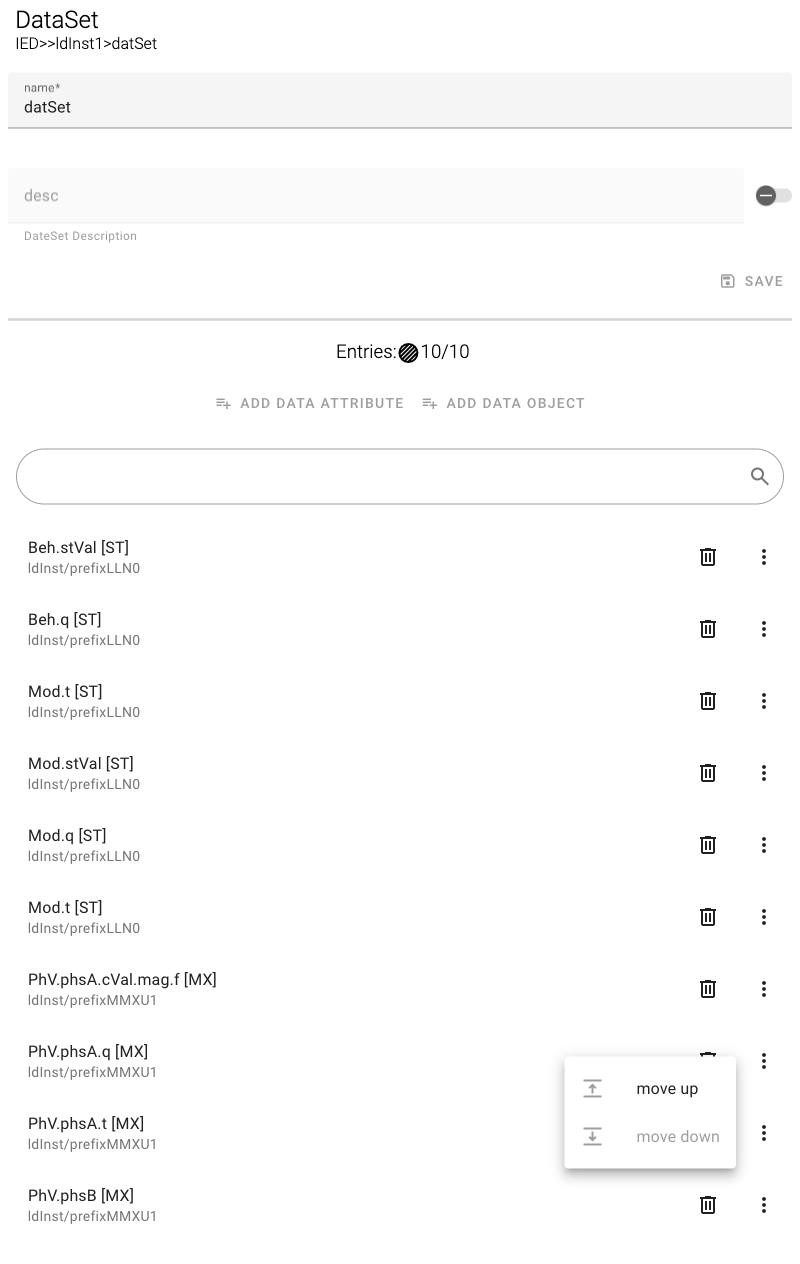 DataSet
IED>>ldInst1>datSet
name*
datSet
desc
DateSet Description
SAVE
Entries: 10/10
ADD DATA ATTRIBUTE ADD DATA OBJECT
Beh.stVal [ST]
ldInst/prefixLLN0
Beh.q [ST]
ldInst/prefixLLN0
Mod.t [ST]
ldInst/prefixLLN0
Mod.stVal [ST]
ldInst/prefixLLN0
Mod.q [ST]
ldInst/prefixLLN0
Mod.t [ST]
ldInst/prefixLLN0
PhV.phsA.cVal.mag.f [MX]
ldInst/prefixMMXU1
PhV.phsA.q [MX]
ldInst/prefixMMXU1
move up
PhV.phsA.t [MX]
move down
ldInst/prefixMMXU1
PhV.phsB [MX]
ldInst/prefixMMXU1